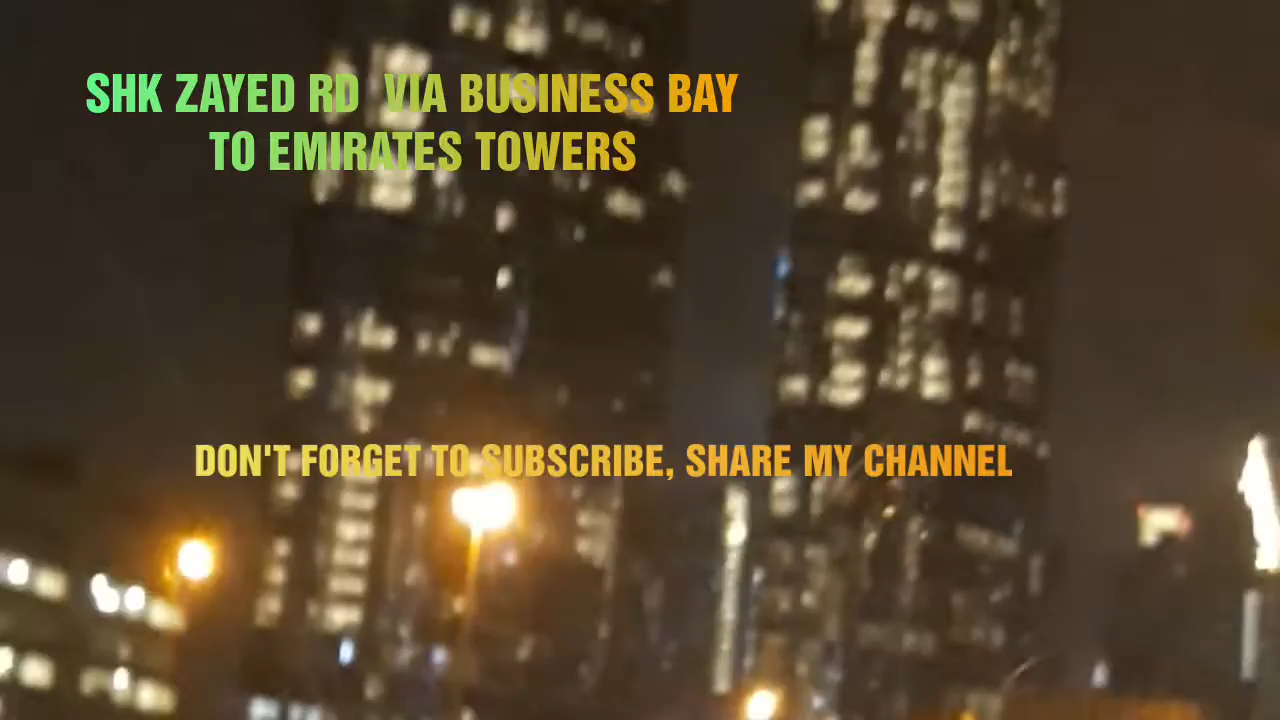 SHK ZAYED RD  VIA BUSINESS BAY
TO EMIRATES TOWERS
DON'T FORGET TO SUBSCRIBE, SHARE MY CHANNEL